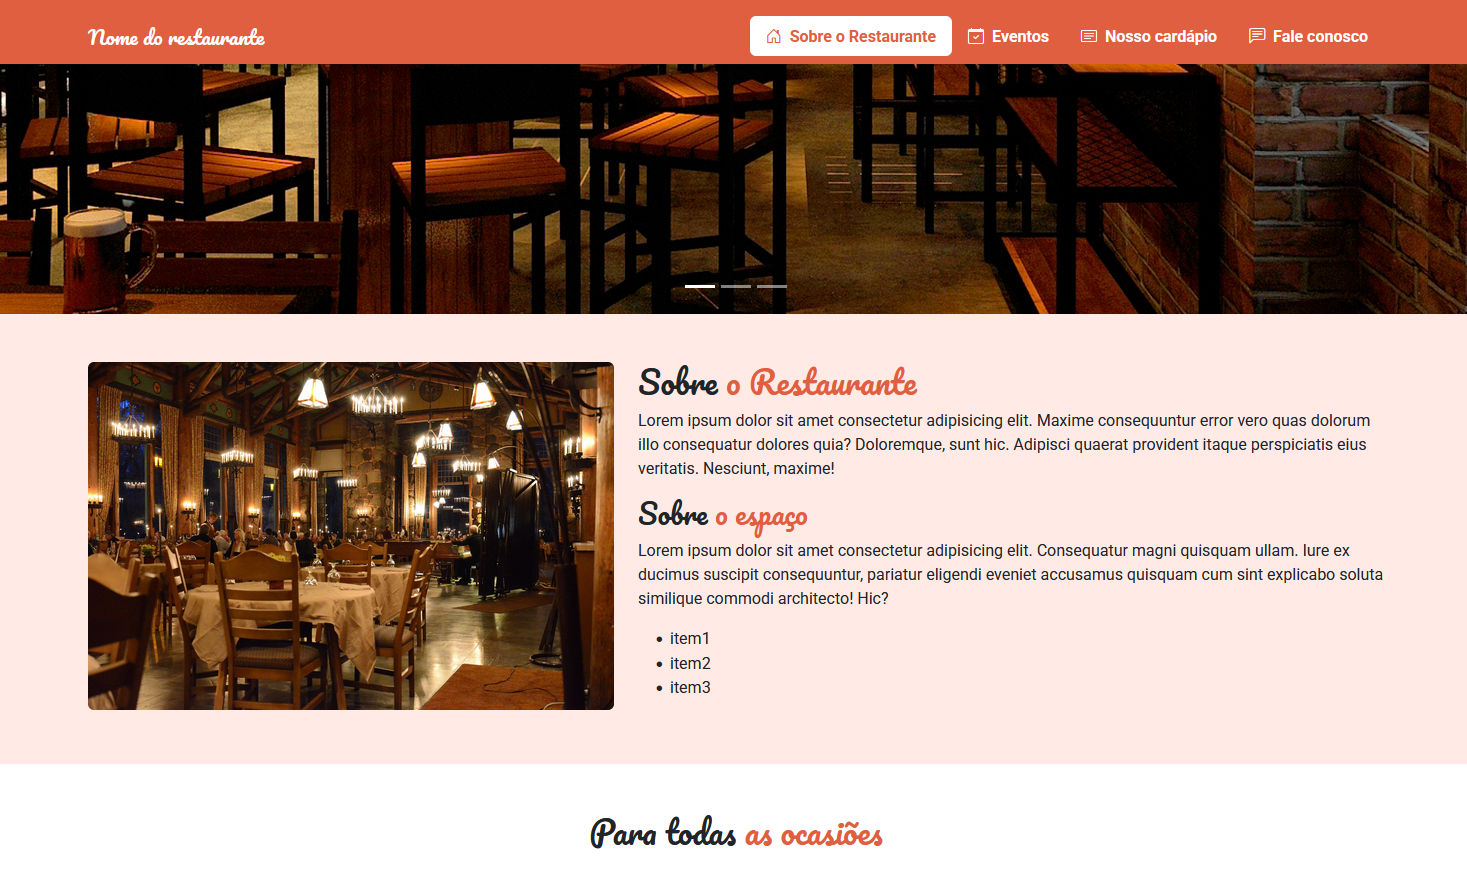 Nome do restaurante
Sobre o Restaurante
Eventos
Nosso cardápio
Fale conosco
Sobre o Restaurante
Lorem ipsum dolor sit amet consectetur adipisicing elit. Maxime consequuntur error vero quas dolorum
illo consequatur dolores quia? Doloremque, sunt hic. Adipisci quaerat provident itaque perspiciatis eius
veritatis. Nesciunt, maxime!
Sobre o espaço
Lorem ipsum dolor sit amet consectetur adipisicing elit. Consequatur magni quisquam ullam. Iure ex
ducimus suscipit consequuntur, pariatur eligendi eveniet accusamus quisquam cum sint explicabo soluta
similique commodi architecto! Hic?
• item1
• item2
• item3
Para todas as ocasiões